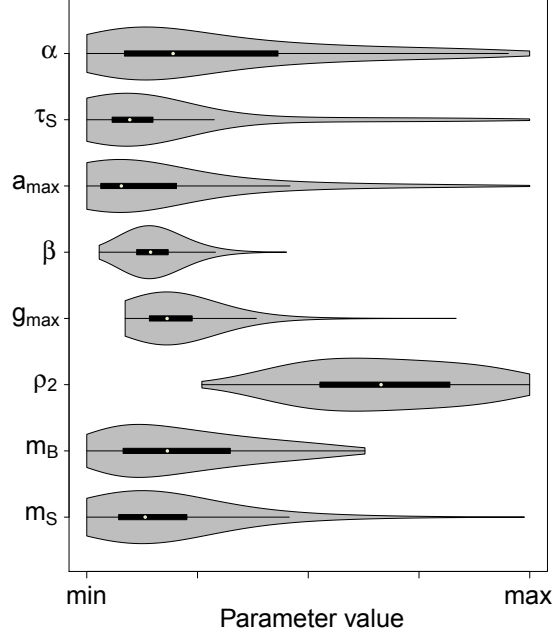 α
τS
amax
β
gmax
ρ2
mB
mS
min max
Parameter value